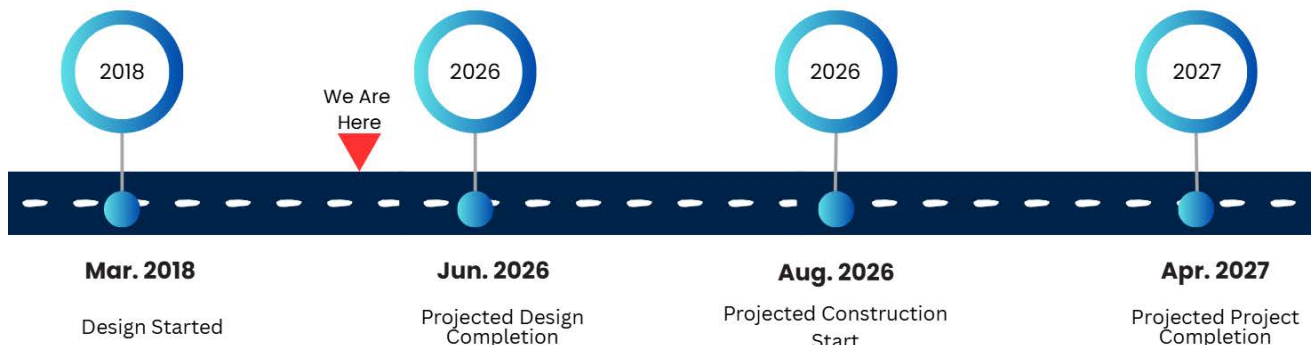 2018
2026
2026
2027
We Are
Here
Mar. 2018
Jun. 2026
Aug. 2026
Apr. 2027
Design Started
Projected Design
Completion
Projected Construction
Start
Projected Project
Completion